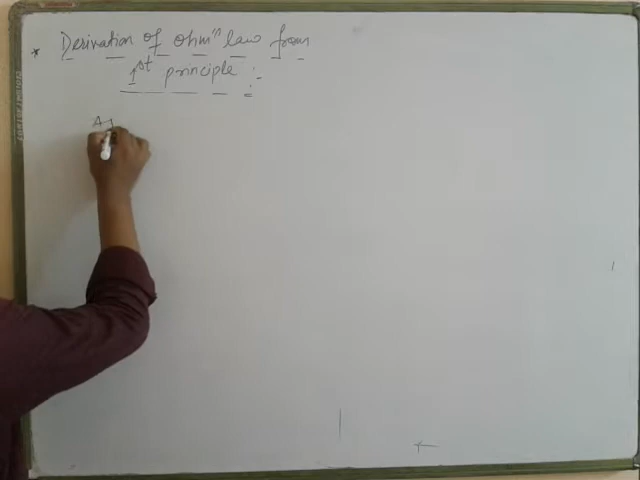 * Derivation of ohm's law from
1st principle :-